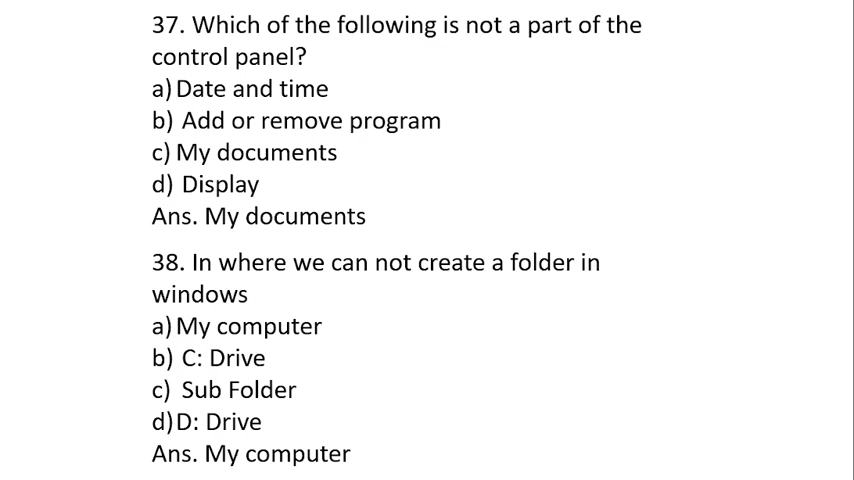 37. Which of the following is not a part of the
control panel?
a) Date and time
b) Add or remove program
c) My documents
d) Display
Ans. My documents
38. In where we can not create a folder in
windows
a) My computer
b) C: Drive
c) Sub Folder
d) D: Drive
Ans. My computer